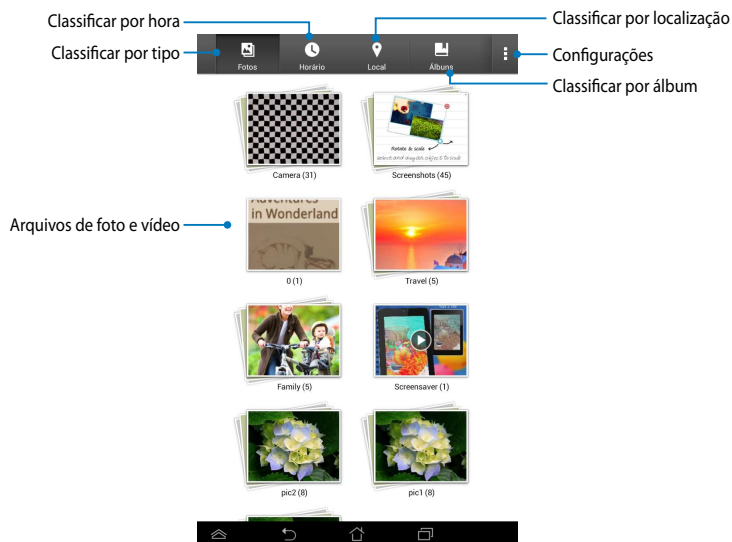 Classificar por hora
Classificar por localização
Classificar por tipo
Configurações
Classificar por álbum
Fotos
Horário
Local
Álbuns
Rotate & scale
Camera (31)
Screenshots (45)
Arquivos de foto e vídeo
Adventures
in Wonderland
0 (1)
Travel (5)
Family (5)
Screensaver (1)
pic2 (8)
pic1 (8)